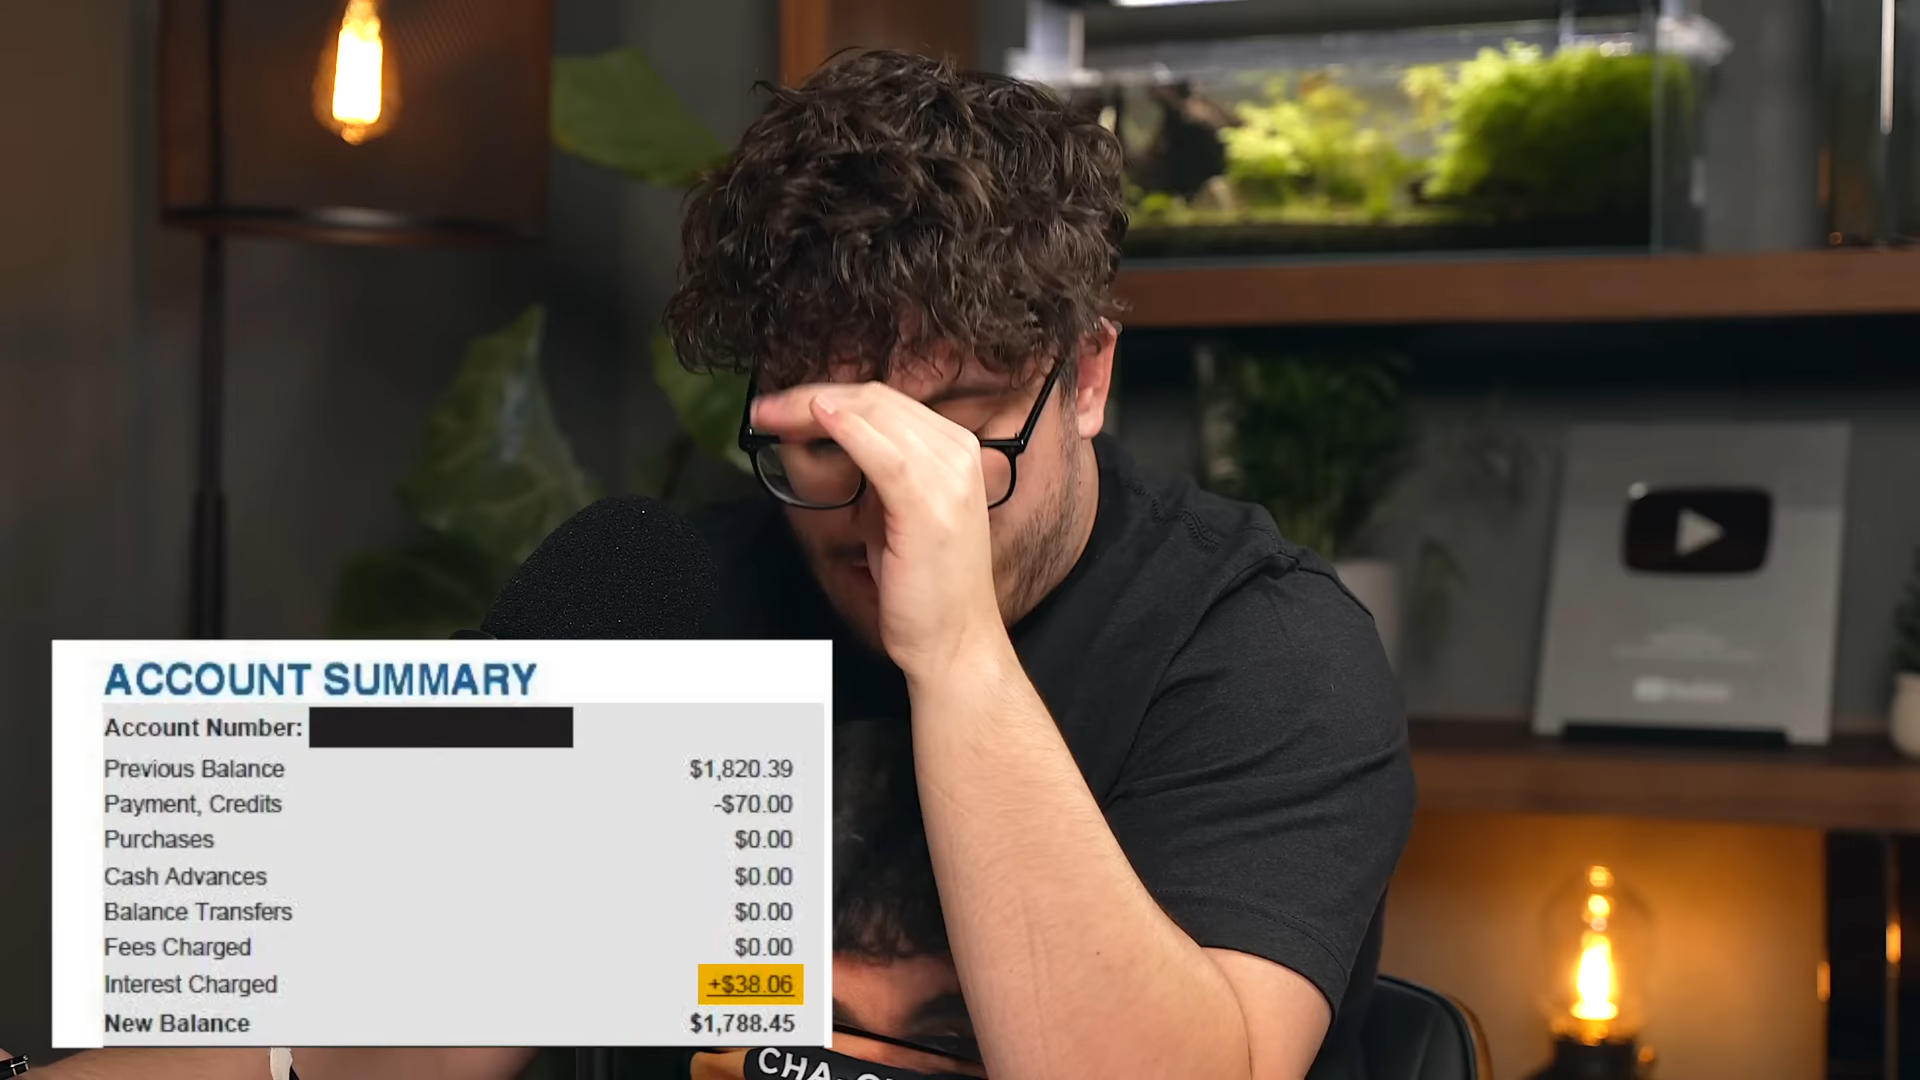 ACCOUNT SUMMARY
Account Number:
Previous Balance $1,820.39
Payment, Credits -$70.00
Purchases $0.00
Cash Advances $0.00
Balance Transfers $0.00
Fees Charged $0.00
Interest Charged +$38.06
New Balance $1,788.45